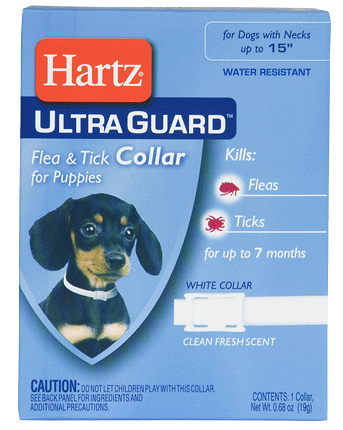 Hartz®
ULTRA GUARD™
Flea & Tick Collar
for Puppies
for Dogs with Necks
up to 15"
WATER RESISTANT
Kills:
Fleas
Ticks
for up to 7 months
WHITE COLLAR
CLEAN FRESH SCENT
CAUTION: DO NOT LET CHILDREN PLAY WITH THIS COLLAR.
SEE BACK PANEL FOR INGREDIENTS AND
ADDITIONAL PRECAUTIONS.
CONTENTS: 1 Collar,
Net Wt. 0.68 oz (19g)